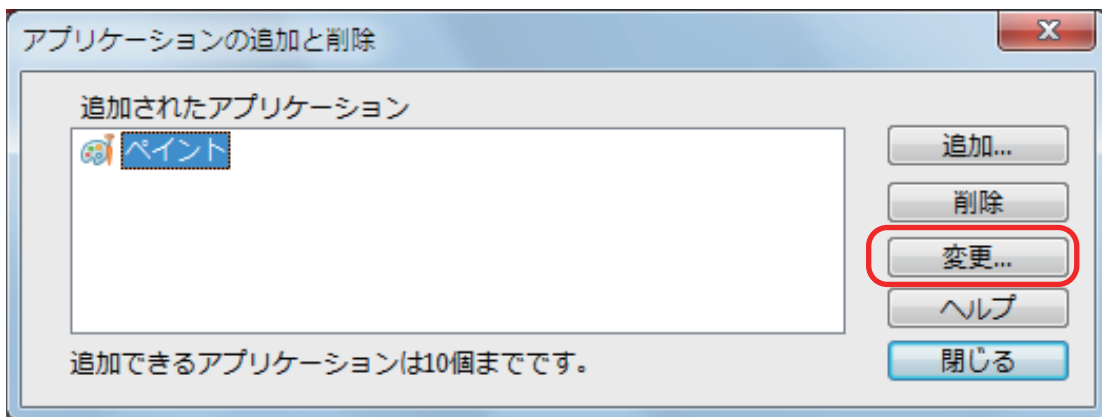 アプリケーションの追加と削除
追加されたアプリケーション
ペイント
追加...
削除
変更...
ヘルプ
閉じる
追加できるアプリケーションは10個までです。